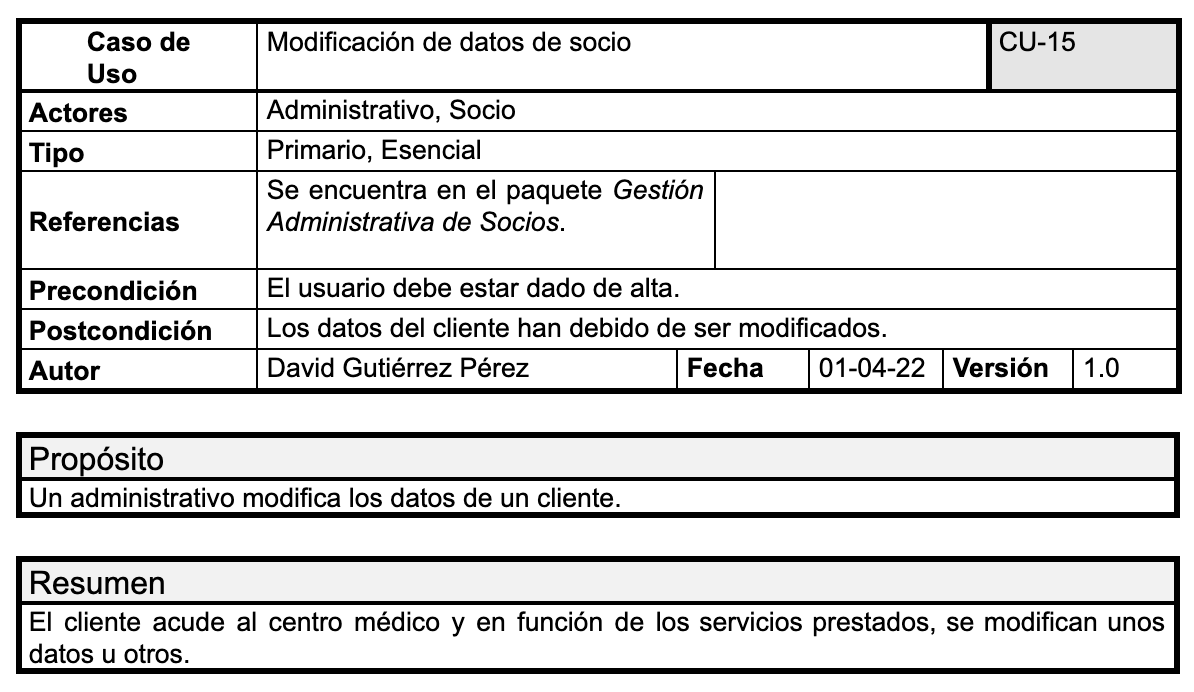 Caso de
Uso
Modificación de datos de socio
CU-15
Actores
Administrativo, Socio
Tipo
Primario, Esencial
Referencias
Se encuentra en el paquete Gestión
Administrativa de Socios.
Precondición
El usuario debe estar dado de alta.
Postcondición
Los datos del cliente han debido de ser modificados.
Autor
David Gutiérrez Pérez
Fecha
01-04-22
Versión
1.0
Propósito
Un administrativo modifica los datos de un cliente.
Resumen
El cliente acude al centro médico y en función de los servicios prestados, se modifican unos
datos u otros.